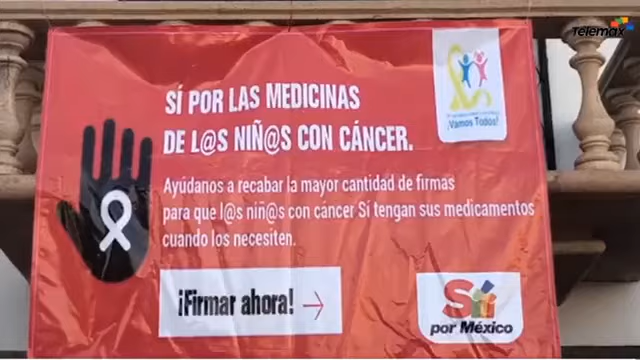 Telemax
SÍ POR LAS MEDICINAS
DE L@S NIÑ@S CON CÁNCER.
¡Vamos Todos!
Ayúdanos a recabar la mayor cantidad de firmas
para que l@s niñ@s con cáncer Sí tengan sus medicamentos
cuando los necesiten.
¡Firmar ahora!
Sí
por México